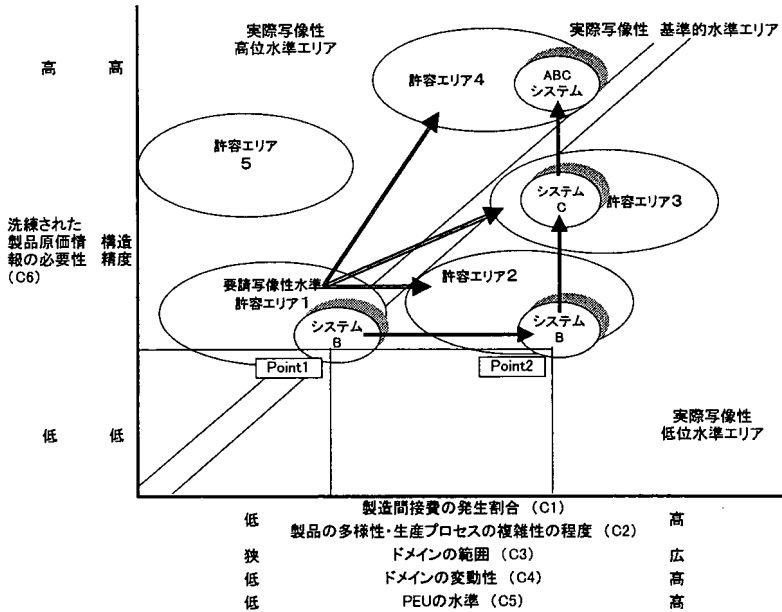 実際写像性
高位水準エリア
実際写像性 基準的水準エリア
高 高
許容エリア4
ABC
システム
許容エリア
5
システム
C
許容エリア3
洗練された
製品原価情
報の必要性
(C6)
構造
精度
要請写像性水準
許容エリア1
許容エリア2
システム
B
システム
B
Point1
Point2
低 低
実際写像性
低位水準エリア
低 製造間接費の発生割合 (C1) 高
製品の多様性・生産プロセスの複雑性の程度 (C2)
狭 ドメインの範囲 (C3) 広
低 ドメインの変動性 (C4) 高
低 PEUの水準 (C5) 高